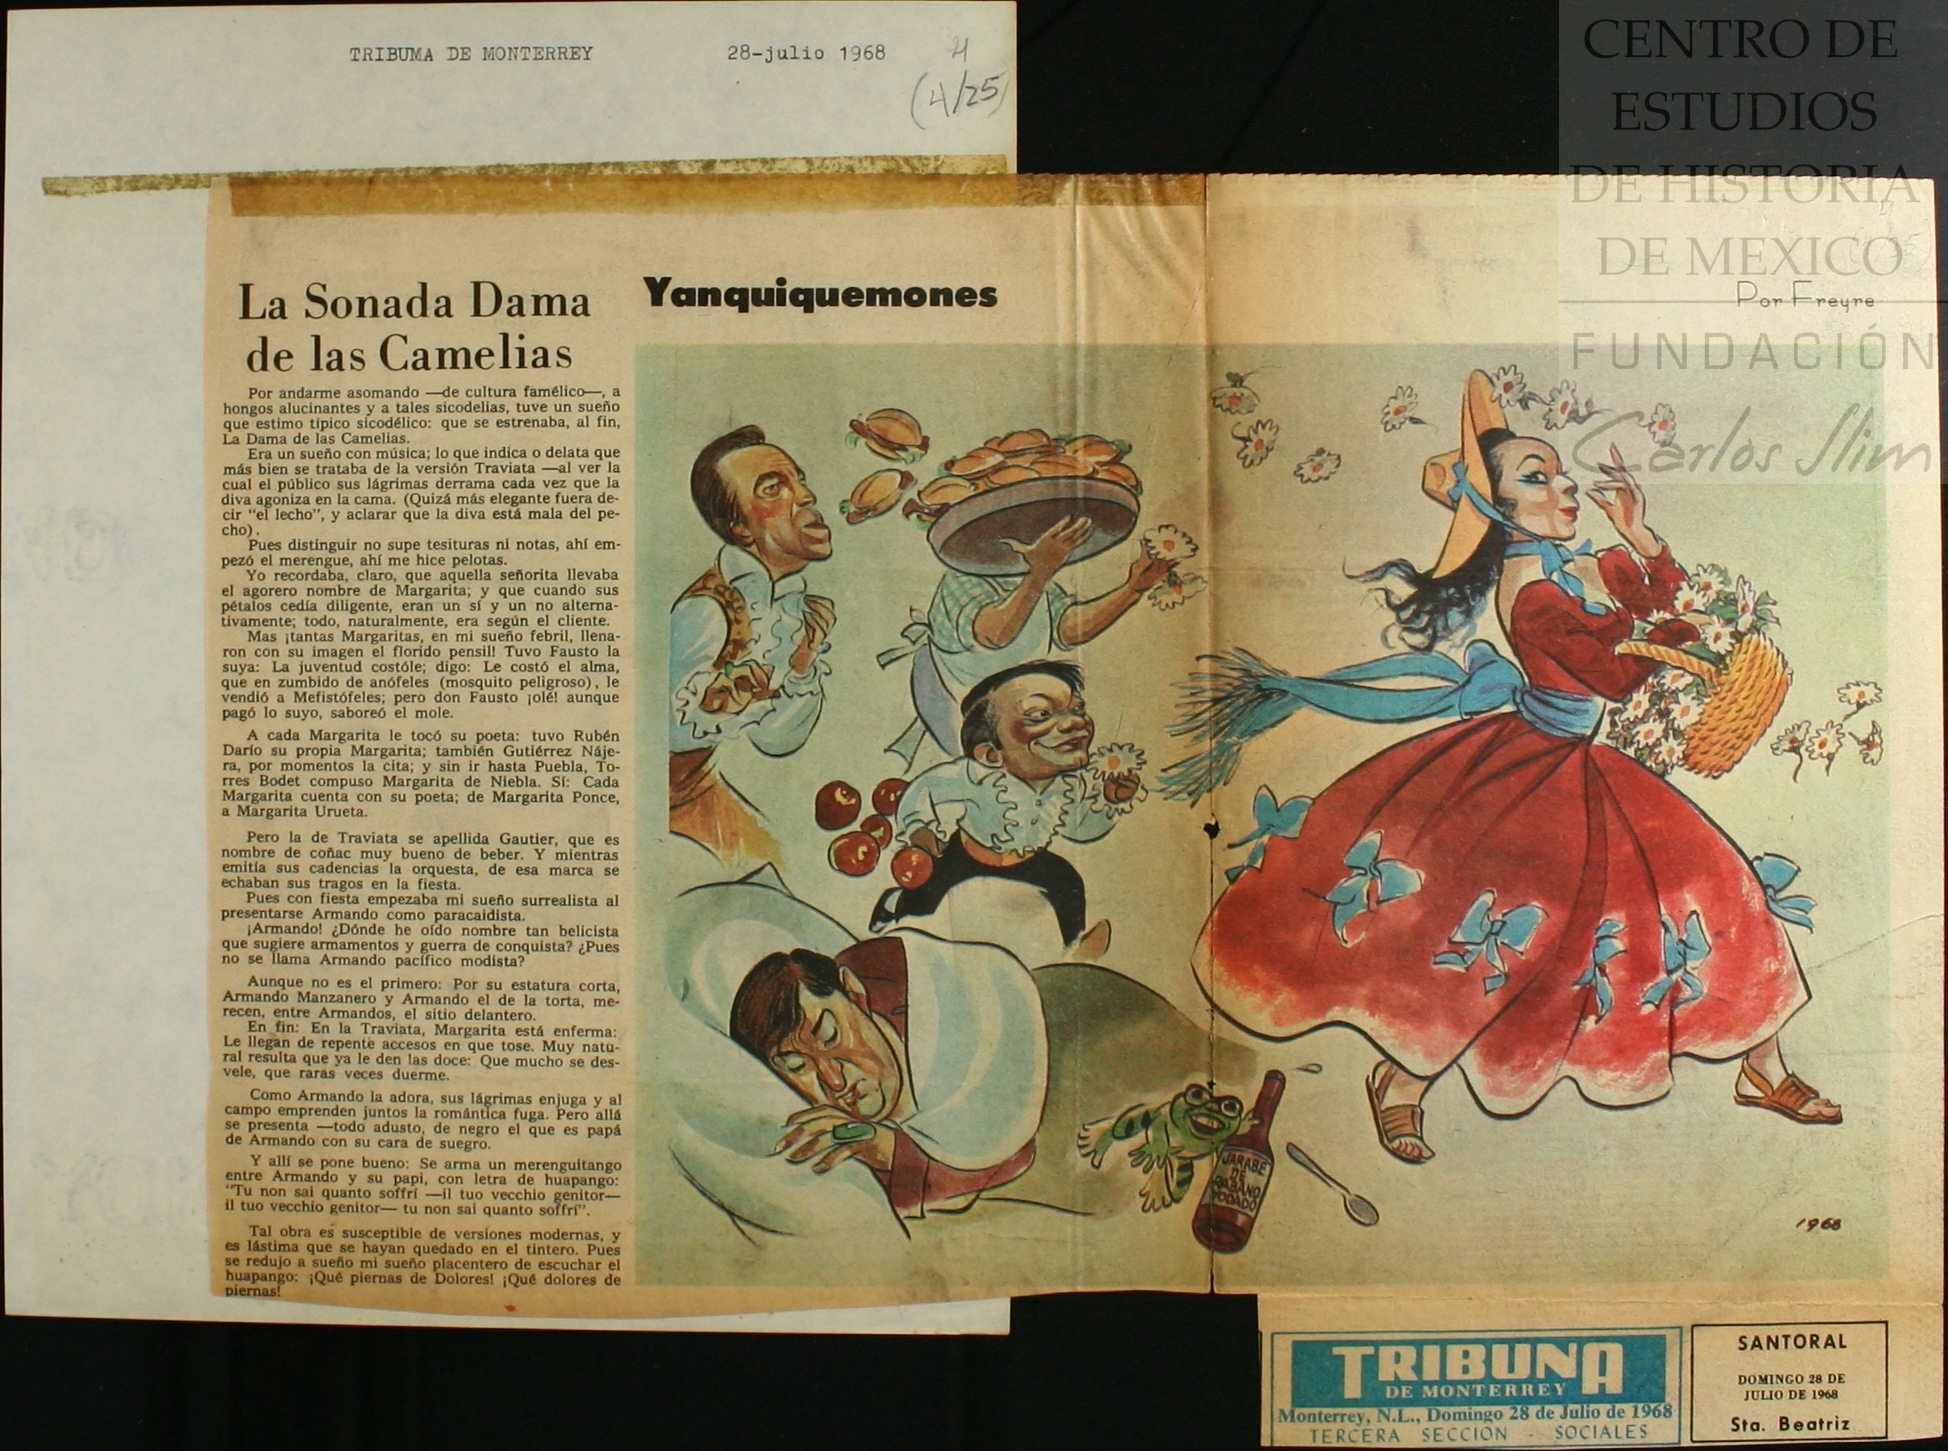 TRIBUMA DE MONTERREY 28-julio 1968 4
(4/25)
CENTRO DE
ESTUDIOS
DE HISTORIA
DE MEXICO
FUNDACIÓN
Carlos Slim
La Sonada Dama
de las Camelias
Por andarme asomando —de cultura famélico—, a
hongos alucinantes y a tales sicodelias, tuve un sueño
que estimo típico sicodélico: que se estrenaba, al fin,
La Dama de las Camelias.
Era un sueño con música; lo que indica o delata que
más bien se trataba de la versión Traviata —al ver la
cual el público sus lágrimas derrama cada vez que la
diva agoniza en la cama. (Quizá más elegante fuera de-
cir "el lecho", y aclarar que la diva está mala del pe-
cho).
Pues distinguir no supe tesituras ni notas, ahí em-
pezó el merengue, ahí me hice pelotas.
Yo recordaba, claro, que aquella señorita llevaba
el agorero nombre de Margarita; y que cuando sus
pétalos cedía diligente, eran un sí y un no alterna-
tivamente; todo, naturalmente, era según el cliente.
Mas ¡tantas Margaritas, en mi sueño febril, llena-
ron con su imagen el florido pensil! Tuvo Fausto la
suya: La juventud costóle; digo: Le costó el alma,
que en zumbido de anófeles (mosquito peligroso), le
vendió a Mefistófeles; pero don Fausto ¡olé! aunque
pagó lo suyo, saboreó el mole.
A cada Margarita le tocó su poeta: tuvo Rubén
Darío su propia Margarita; también Gutiérrez Náje-
ra, por momentos la cita; y sin ir hasta Puebla, To-
rres Bodet compuso Margarita de Niebla. Sí: Cada
Margarita cuenta con su poeta; de Margarita Ponce,
a Margarita Urueta.
Pero la de Traviata se apellida Gautier, que es
nombre de coñac muy bueno de beber. Y mientras
emitía sus cadencias la orquesta, de esa marca se
echaban sus tragos en la fiesta.
Pues con fiesta empezaba mi sueño surrealista al
presentarse Armando como paracaidista.
¡Armando! ¿Dónde he oído nombre tan belicista
que sugiere armamentos y guerra de conquista? ¿Pues
no se llama Armando pacífico modista?
Aunque no es el primero: Por su estatura corta,
Armando Manzanero y Armando el de la torta, me-
recen, entre Armandos, el sitio delantero.
En fin: En la Traviata, Margarita está enferma:
Le llegan de repente accesos en que tose. Muy natu-
ral resulta que ya le den las doce: Que mucho se des-
vele, que raras veces duerme.
Como Armando la adora, sus lágrimas enjuga y al
campo emprenden juntos la romántica fuga. Pero allá
se presenta —todo adusto, de negro el que es papá
de Armando con su cara de suegro.
Y allí se pone bueno: Se arma un merenguitango
entre Armando y su papi, con letra de huapango:
"Tu non sai quanto soffrí —il tuo vecchio genitor—
il tuo vecchio genitor— tu non sai quanto soffrí".
Tal obra es susceptible de versiones modernas, y
es lástima que se hayan quedado en el tintero. Pues
se redujo a sueño mi sueño placentero de escuchar el
huapango: ¡Qué piernas de Dolores! ¡Qué dolores de
piernas!
Yanquiquemones
Por Freyre
JARABE
DE
RABANO
YODADO
1968
TRIBUNA
DE MONTERREY
Monterrey, N.L., Domingo 28 de Julio de 1968
TERCERA SECCION - SOCIALES
SANTORAL
DOMINGO 28 DE
JULIO DE 1968
Sta. Beatriz